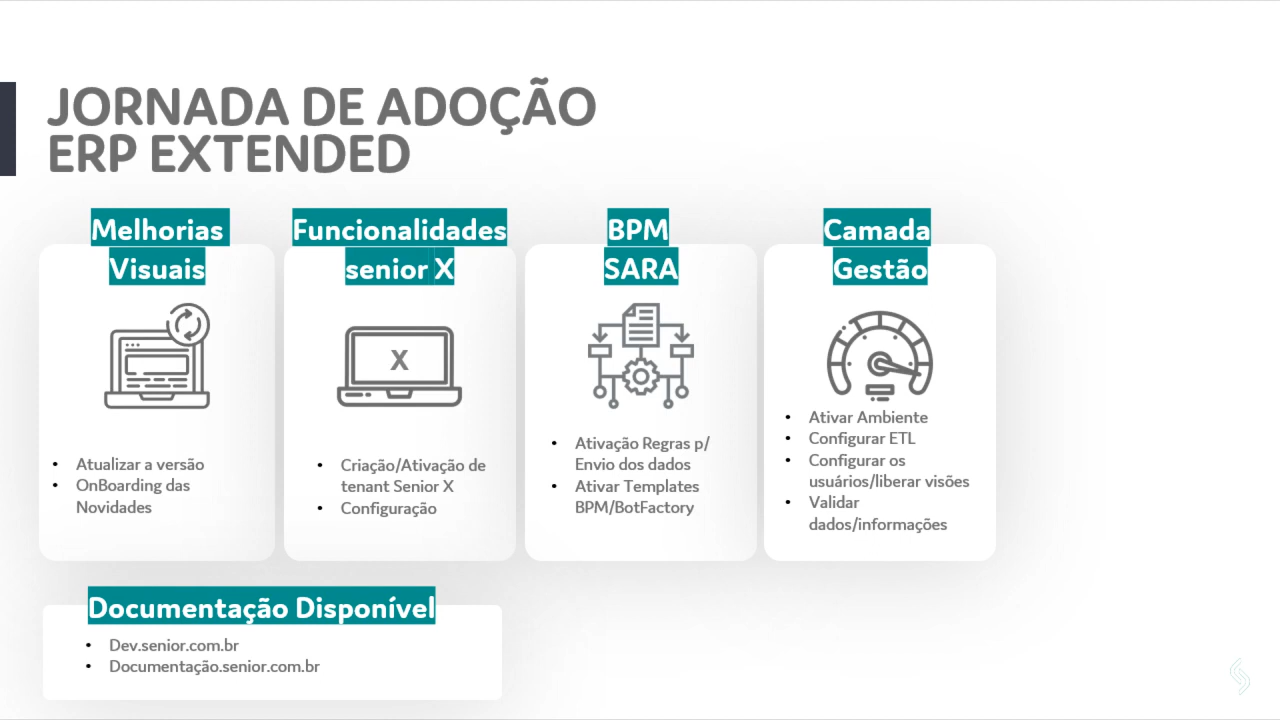 JORNADA DE ADOÇÃO
ERP EXTENDED
Melhorias
Visuais
• Atualizar a versão
• OnBoarding das
Novidades
Funcionalidades
senior X
X
• Criação/Ativação de
tenant Senior X
• Configuração
BPM
SARA
• Ativação Regras p/
Envio dos dados
• Ativar Templates
BPM/BotFactory
Camada
Gestão
• Ativar Ambiente
• Configurar ETL
• Configurar os
usuários/liberar visões
• Validar
dados/informações
Documentação Disponível
• Dev.senior.com.br
• Documentação.senior.com.br